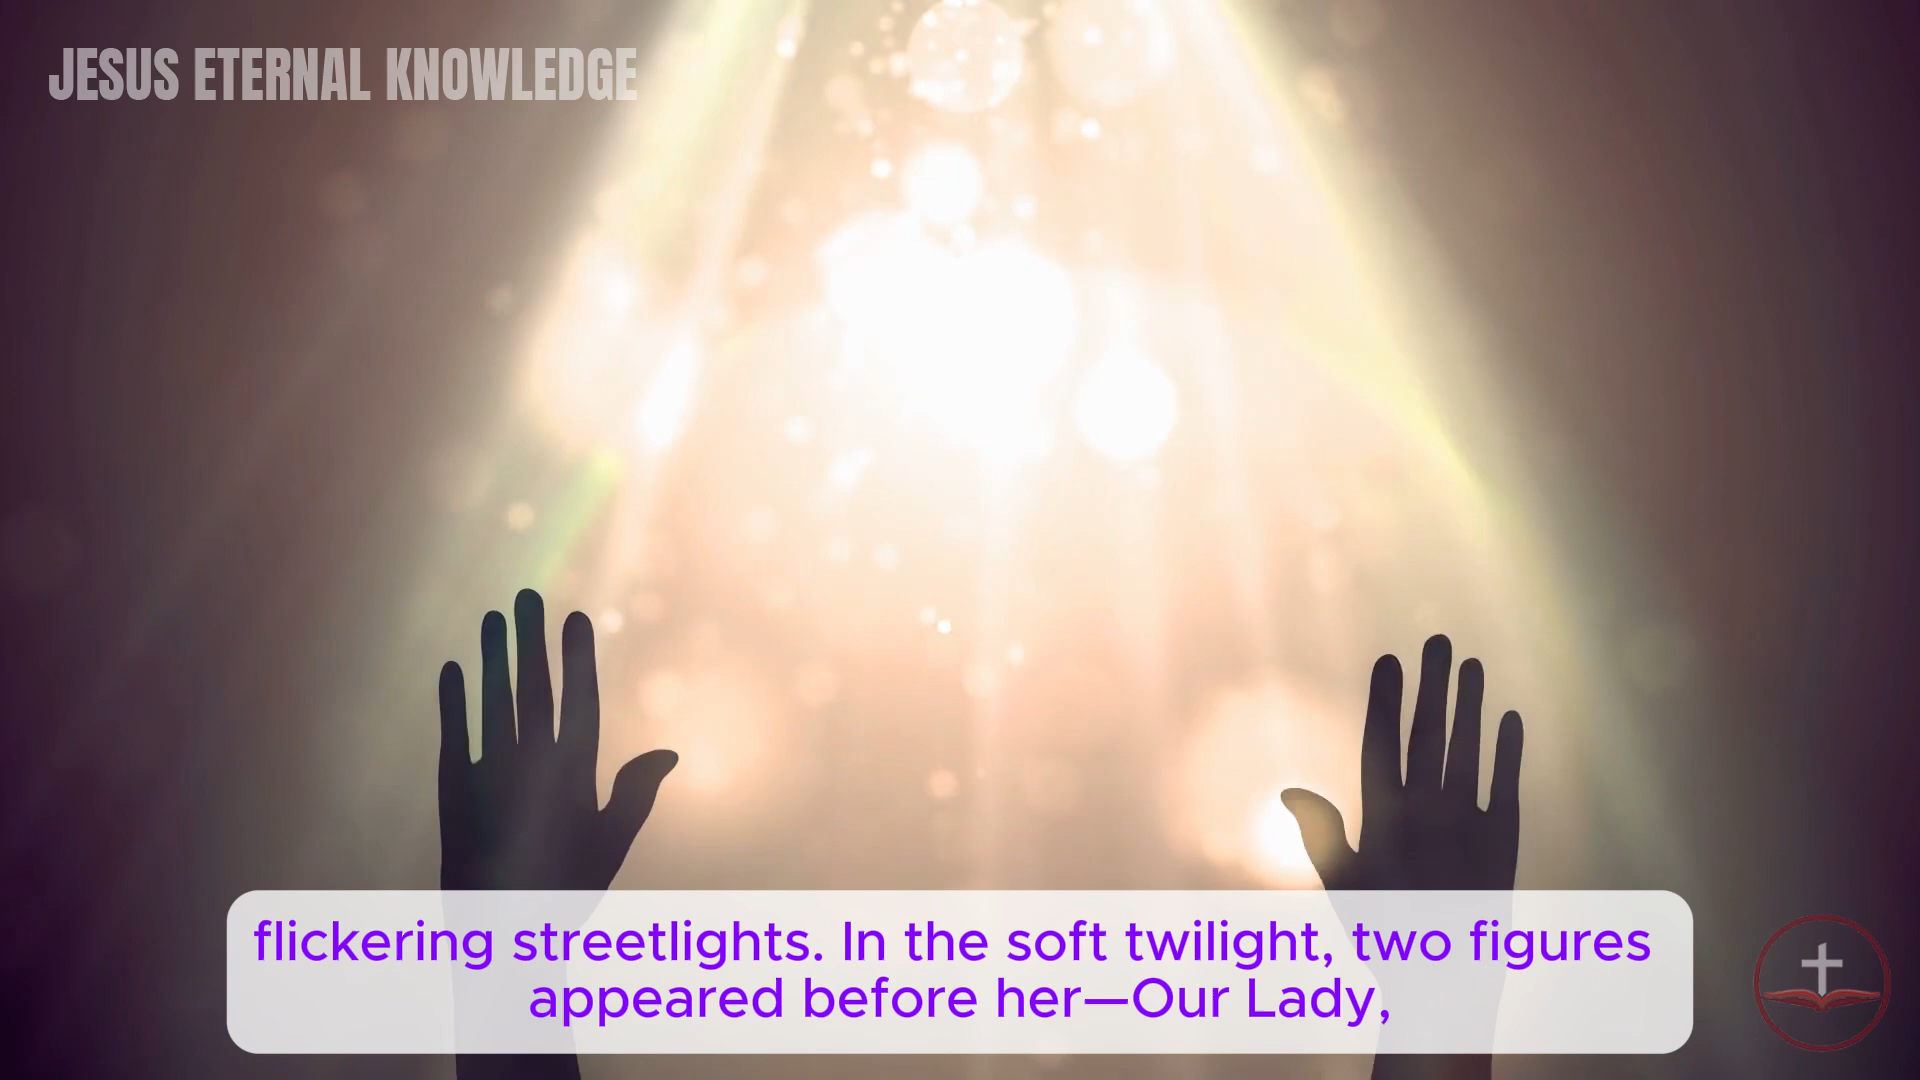 JESUS ETERNAL KNOWLEDGE
flickering streetlights. In the soft twilight, two figures
appeared before her—Our Lady,